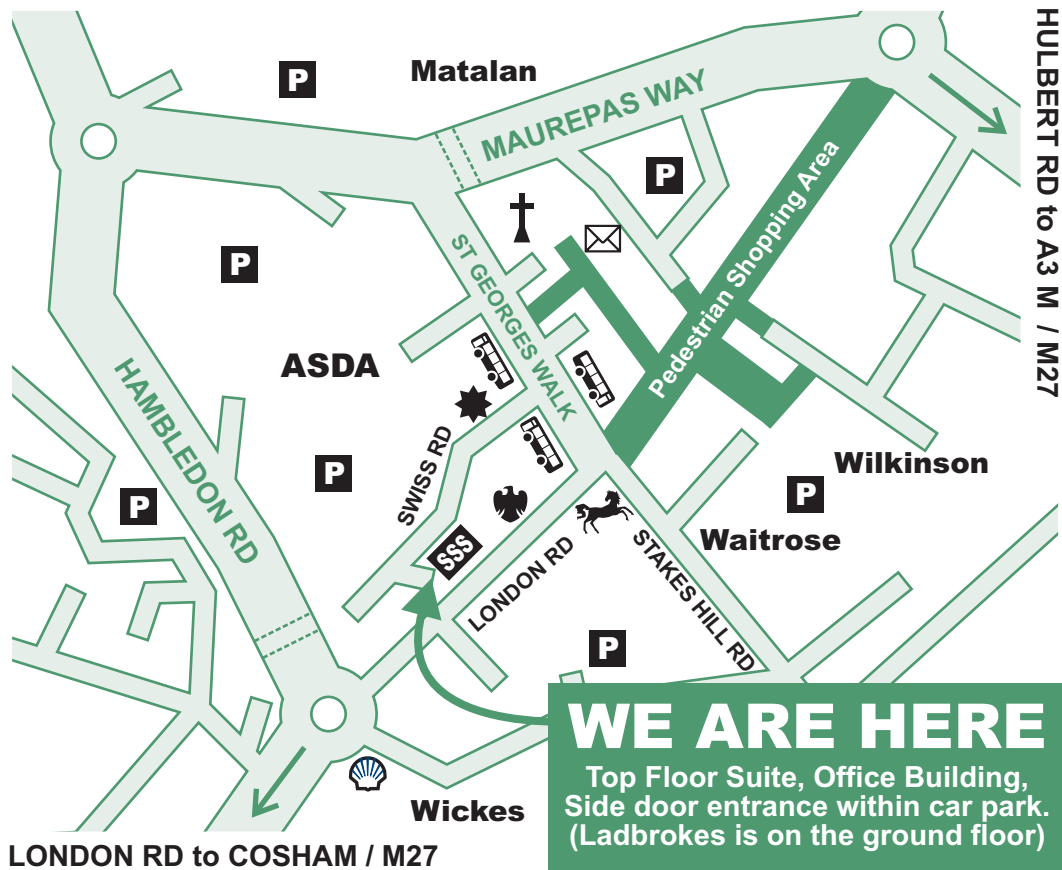 P
Matalan
MAUREPAS WAY
HULBERT RD to A3 M / M27
P
P
Pedestrian Shopping Area
ST GEORGES WALK
ASDA
HAMBLEDON RD
SWISS RD
P
P
Wilkinson
P
Waitrose
SSS
LONDON RD
STAKES HILL RD
P
WE ARE HERE
Top Floor Suite, Office Building,
Side door entrance within car park.
(Ladbrokes is on the ground floor)
Wickes
LONDON RD to COSHAM / M27